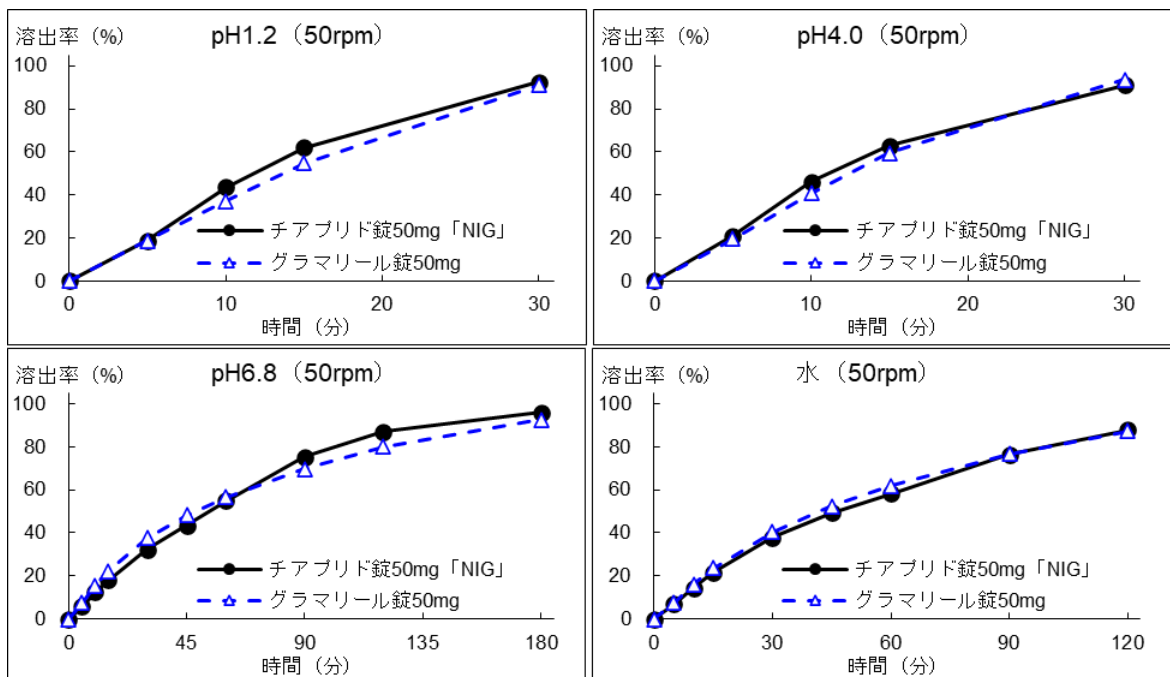 溶出率 (%)
pH1.2 (50rpm)
100
80
60
40
20
0
チアプリド錠50mg「NIG」
グラマリール錠50mg
0 10 20 30
時間 (分)
溶出率 (%)
pH4.0 (50rpm)
100
80
60
40
20
0
チアプリド錠50mg「NIG」
グラマリール錠50mg
0 10 20 30
時間 (分)
溶出率 (%)
pH6.8 (50rpm)
100
80
60
40
20
0
チアプリド錠50mg「NIG」
グラマリール錠50mg
0 45 90 135 180
時間 (分)
溶出率 (%)
水 (50rpm)
100
80
60
40
20
0
チアプリド錠50mg「NIG」
グラマリール錠50mg
0 30 60 90 120
時間 (分)